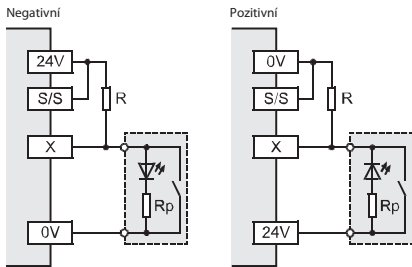 Negativní
24V
S/S
R
X
Rp
0V
Pozitivní
0V
S/S
R
X
Rp
24V